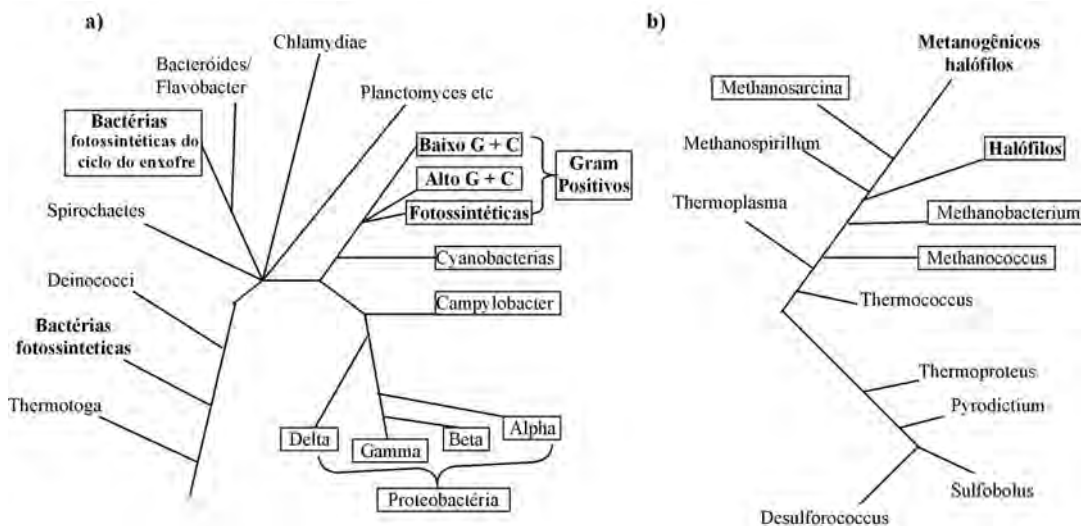 a)
Chlamydiae
Bacteróides/
Flavobacter
Planctomyces etc
Bactérias
fotossintéticas do
ciclo do enxofre
Baixo G + C
Alto G + C
Fotossintéticas
Gram
Positivos
Spirochaetes
Cyanobacterias
Deinococci
Campylobacter
Bactérias
fotossinteticas
Thermotoga
Delta
Gamma
Beta
Alpha
Proteobactéria
b)
Metanogênicos
halófílos
Methanosarcina
Methanospirillum
Halófilos
Thermoplasma
Methanobacterium
Methanococcus
Thermococcus
Thermoproteus
Pyrodictium
Sulfobolus
Desulforococcus